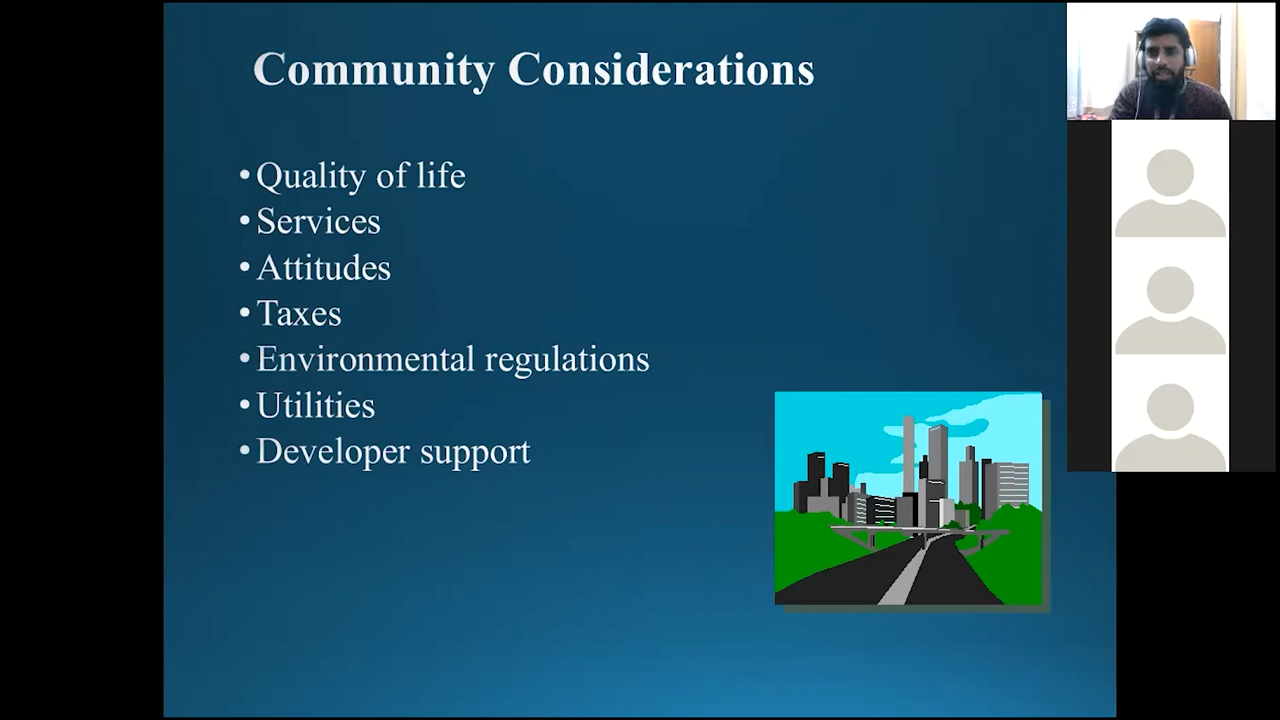 Community Considerations
•Quality of life
•Services
•Attitudes
•Taxes
•Environmental regulations
•Utilities
•Developer support